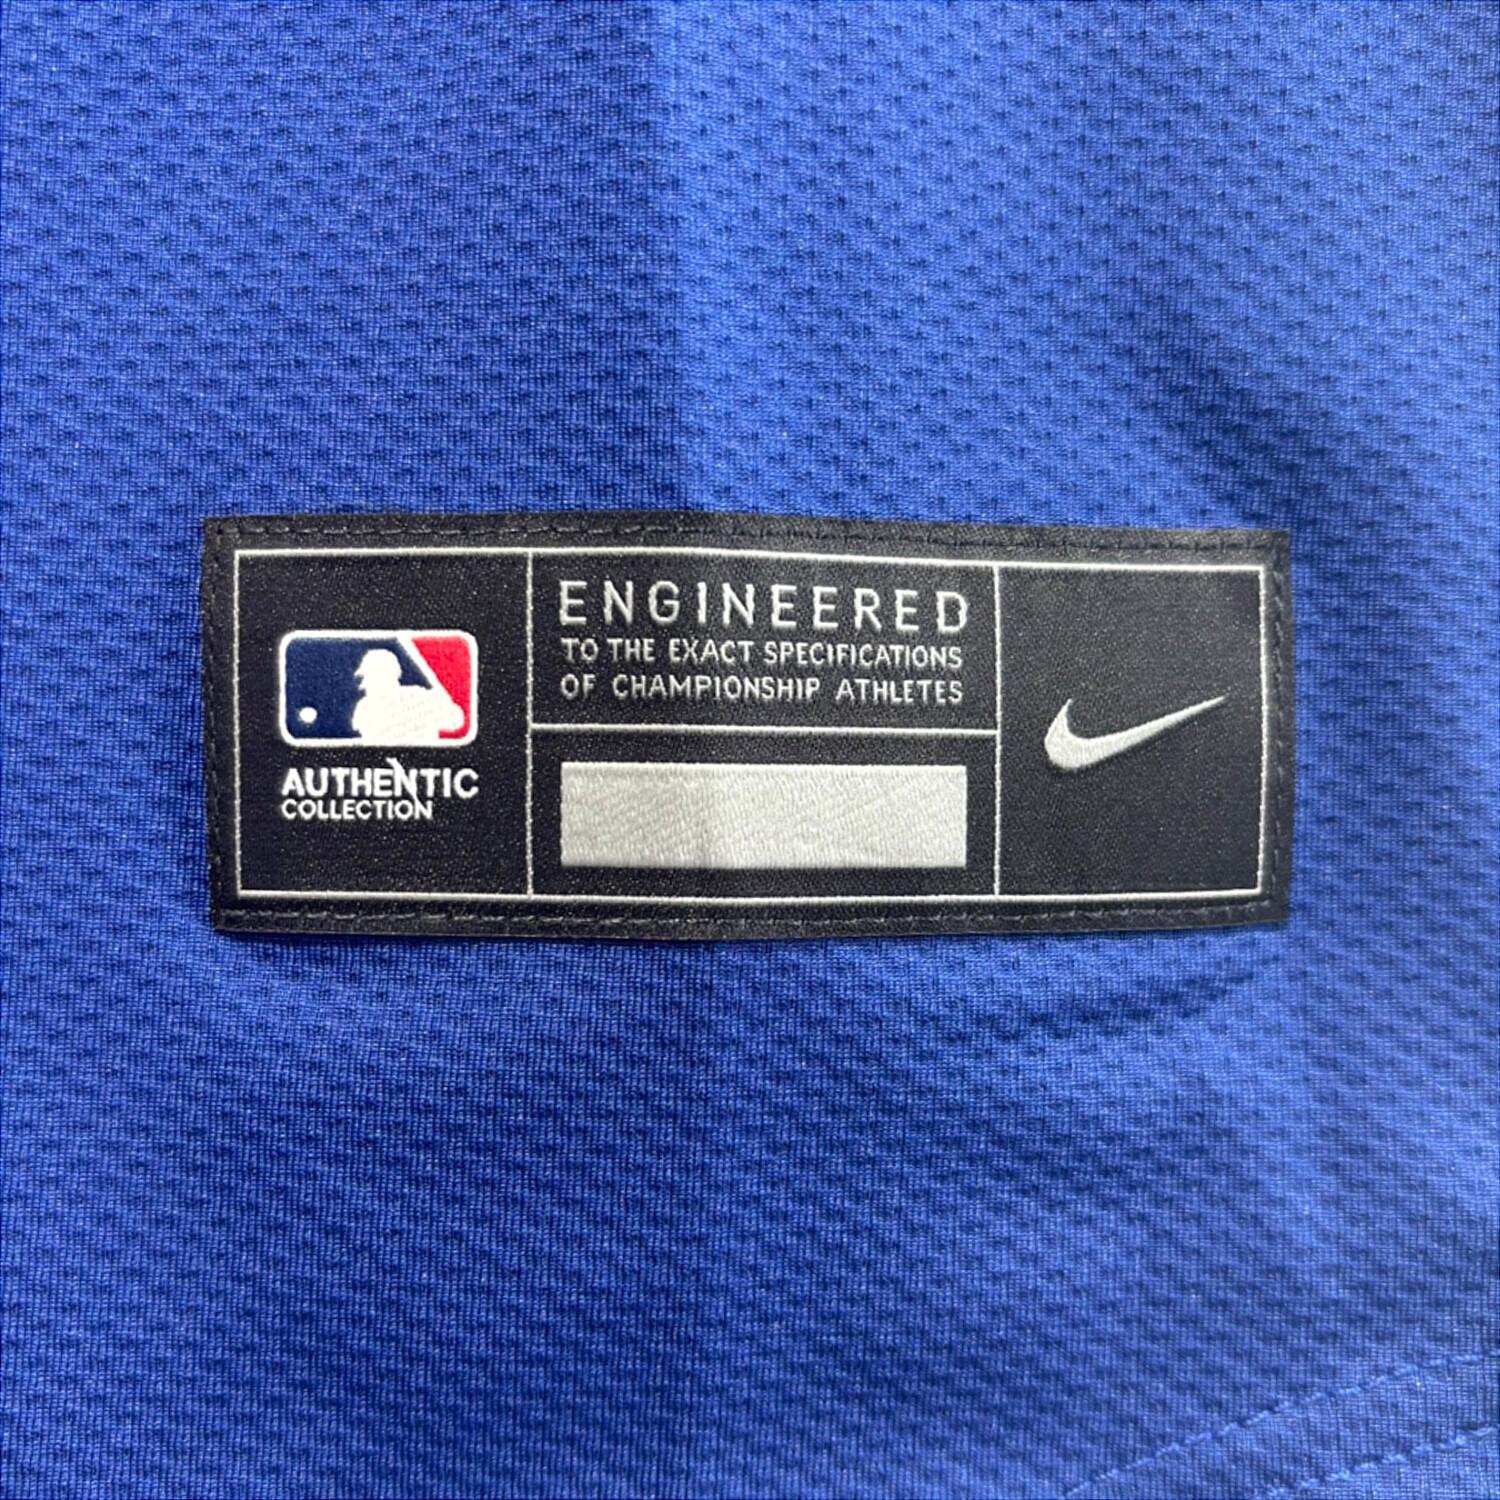 ENGINEERED
TO THE EXACT SPECIFICATIONS
OF CHAMPIONSHIP ATHLETES
AUTHENTIC
COLLECTION